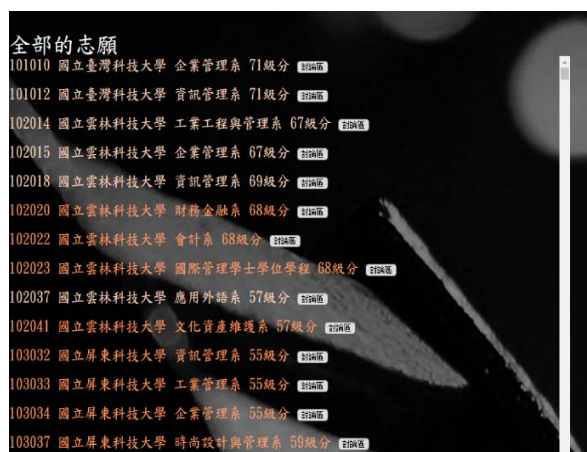 全部的志願
101010 國立臺灣科技大學 企業管理系 71級分 討論區
101012 國立臺灣科技大學 資訊管理系 71級分 討論區
102014 國立雲林科技大學 工業工程與管理系 67級分 討論區
102015 國立雲林科技大學 企業管理系 67級分 討論區
102018 國立雲林科技大學 資訊管理系 69級分 討論區
102020 國立雲林科技大學 財務金融系 68級分 討論區
102022 國立雲林科技大學 會計系 68級分 討論區
102023 國立雲林科技大學 國際管理學士學位學程 68級分 討論區
102037 國立雲林科技大學 應用外語系 57級分 討論區
102041 國立雲林科技大學 文化資產維護系 57級分 討論區
103032 國立屏東科技大學 資訊管理系 55級分 討論區
103033 國立屏東科技大學 工業管理系 55級分 討論區
103034 國立屏東科技大學 企業管理系 55級分 討論區
103037 國立屏東科技大學 時尚設計與管理系 59級分 討論區